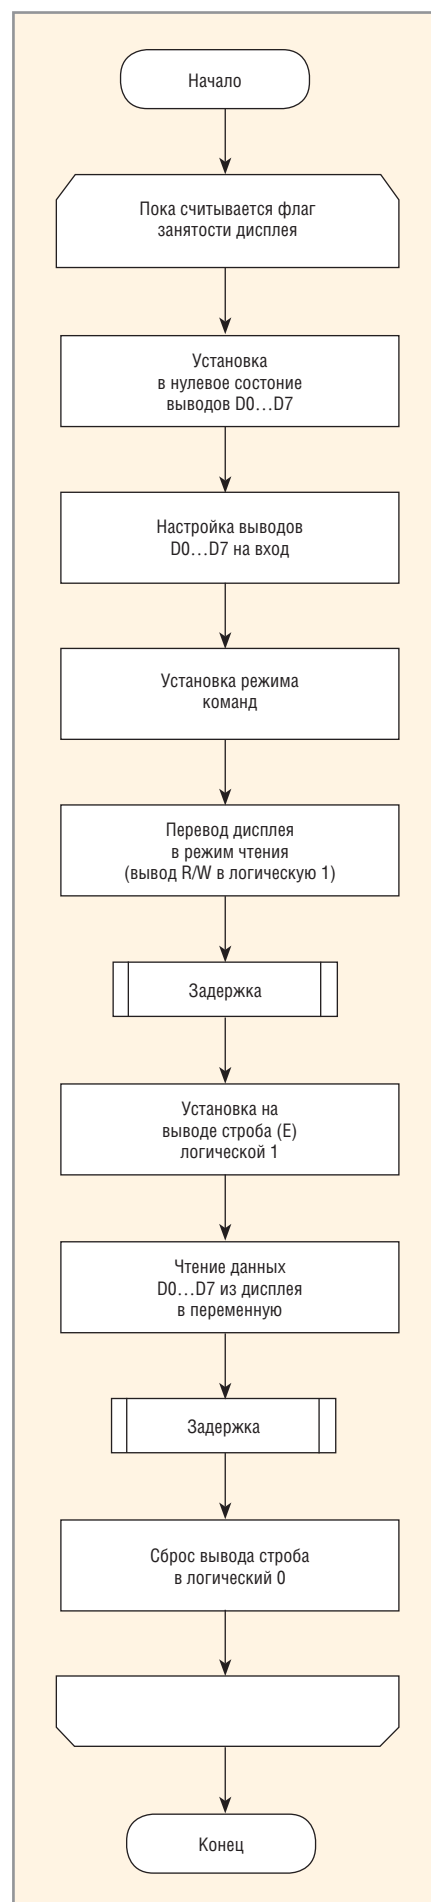 Начало
Пока считывается флаг
занятости дисплея
Установка
в нулевое состоние
выводов D0...D7
Настройка выводов
D0...D7 на вход
Установка режима
команд
Перевод дисплея
в режим чтения
(вывод R/W в логическую 1)
Задержка
Установка на
выводе строба (E)
логической 1
Чтение данных
D0...D7 из дисплея
в переменную
Задержка
Сброс вывода строба
в логический 0
Конец